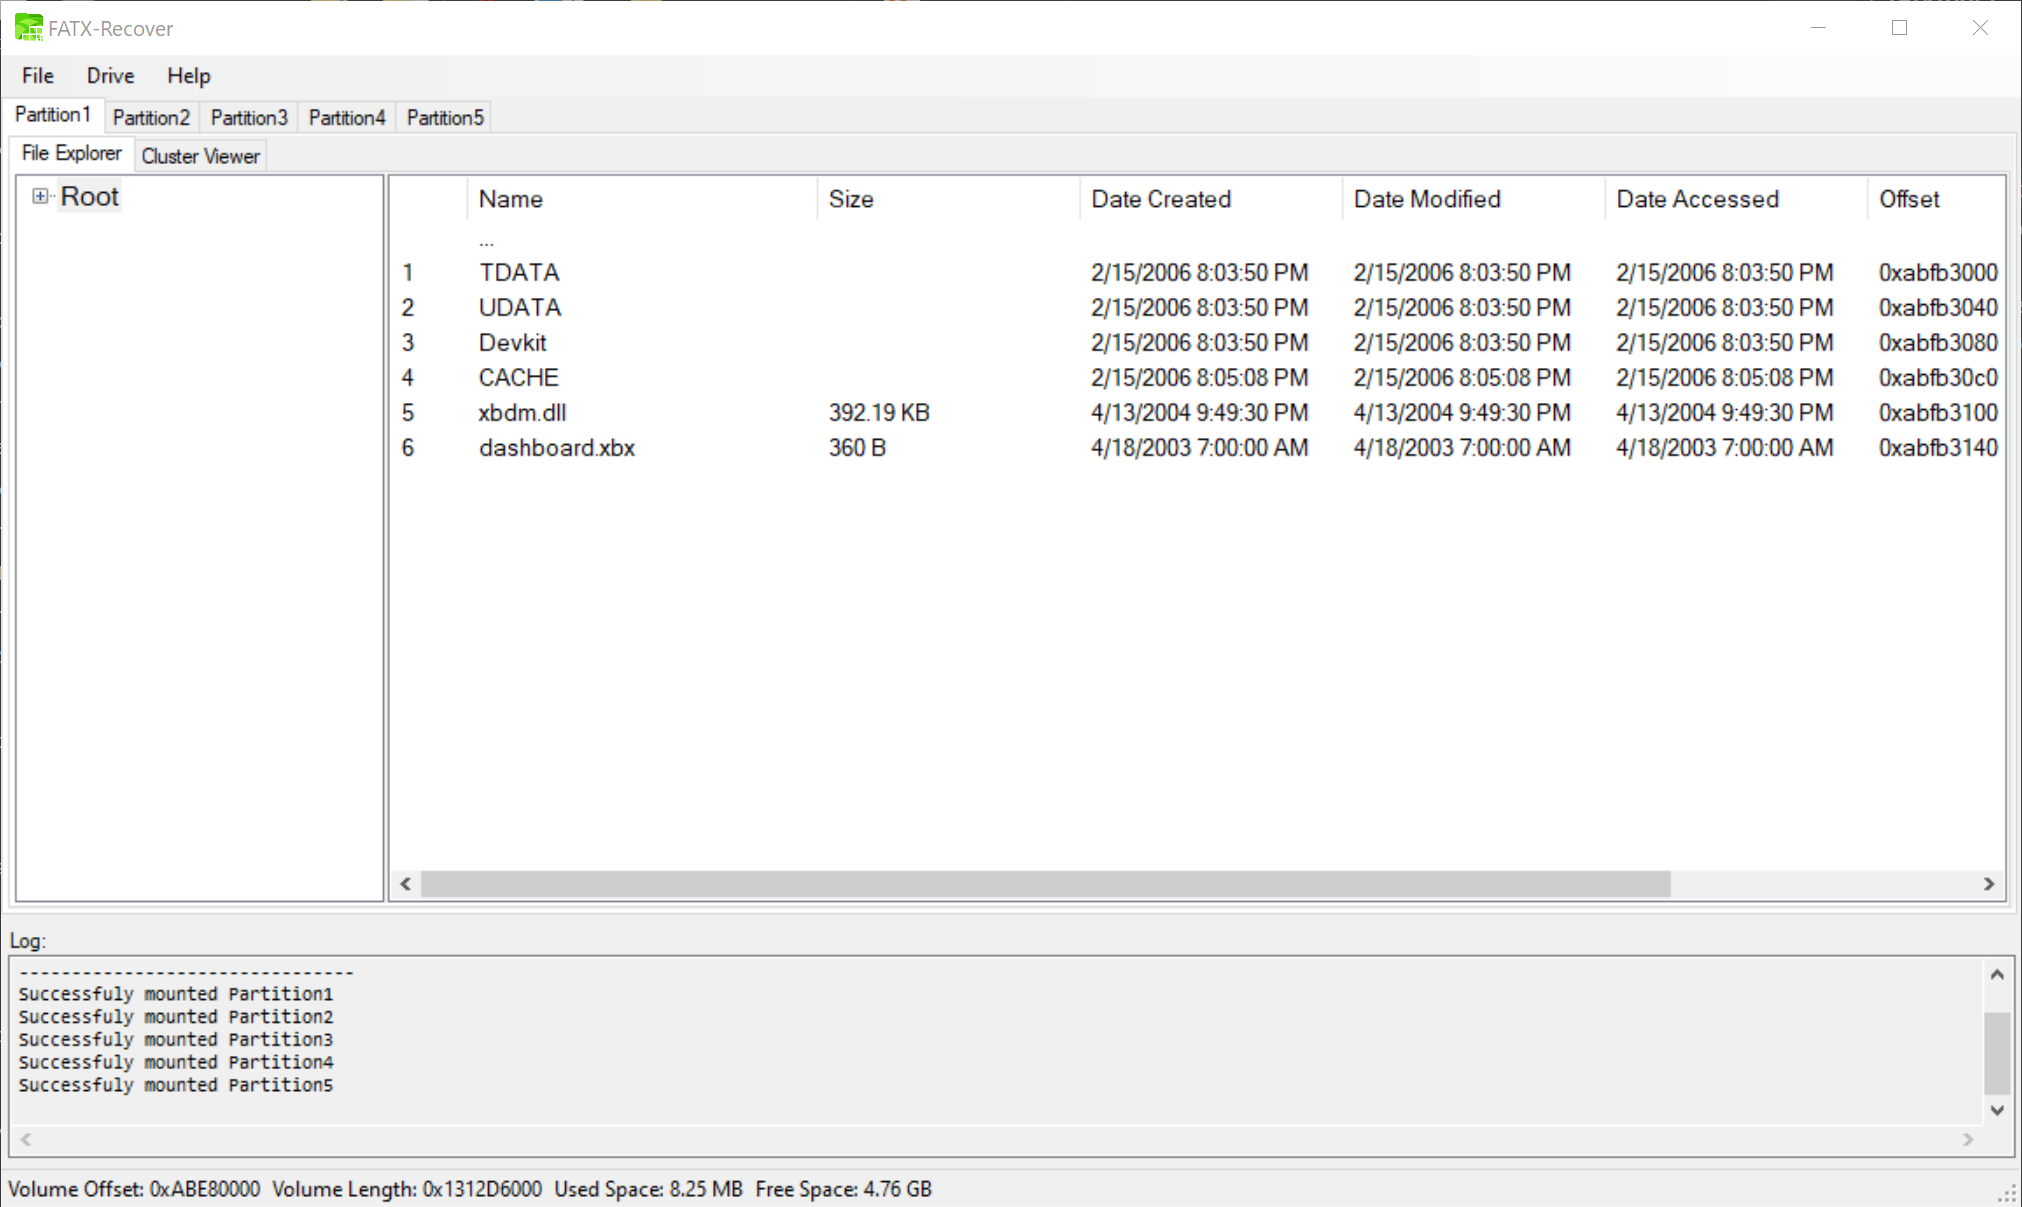 FATX-Recover
File Drive Help
Partition1 Partition2 Partition3 Partition4 Partition5
File Explorer Cluster Viewer
Root
Name Size Date Created Date Modified Date Accessed Offset
...
1 TDATA 2/15/2006 8:03:50 PM 2/15/2006 8:03:50 PM 2/15/2006 8:03:50 PM 0xabfb3000
2 UDATA 2/15/2006 8:03:50 PM 2/15/2006 8:03:50 PM 2/15/2006 8:03:50 PM 0xabfb3040
3 Devkit 2/15/2006 8:03:50 PM 2/15/2006 8:03:50 PM 2/15/2006 8:03:50 PM 0xabfb3080
4 CACHE 2/15/2006 8:05:08 PM 2/15/2006 8:05:08 PM 2/15/2006 8:05:08 PM 0xabfb30c0
5 xbdm.dll 392.19 KB 4/13/2004 9:49:30 PM 4/13/2004 9:49:30 PM 4/13/2004 9:49:30 PM 0xabfb3100
6 dashboard.xbx 360 B 4/18/2003 7:00:00 AM 4/18/2003 7:00:00 AM 4/18/2003 7:00:00 AM 0xabfb3140
Log:
--------------------------------
Successfuly mounted Partition1
Successfuly mounted Partition2
Successfuly mounted Partition3
Successfuly mounted Partition4
Successfuly mounted Partition5
Volume Offset: 0xABE80000 Volume Length: 0x1312D6000 Used Space: 8.25 MB Free Space: 4.76 GB